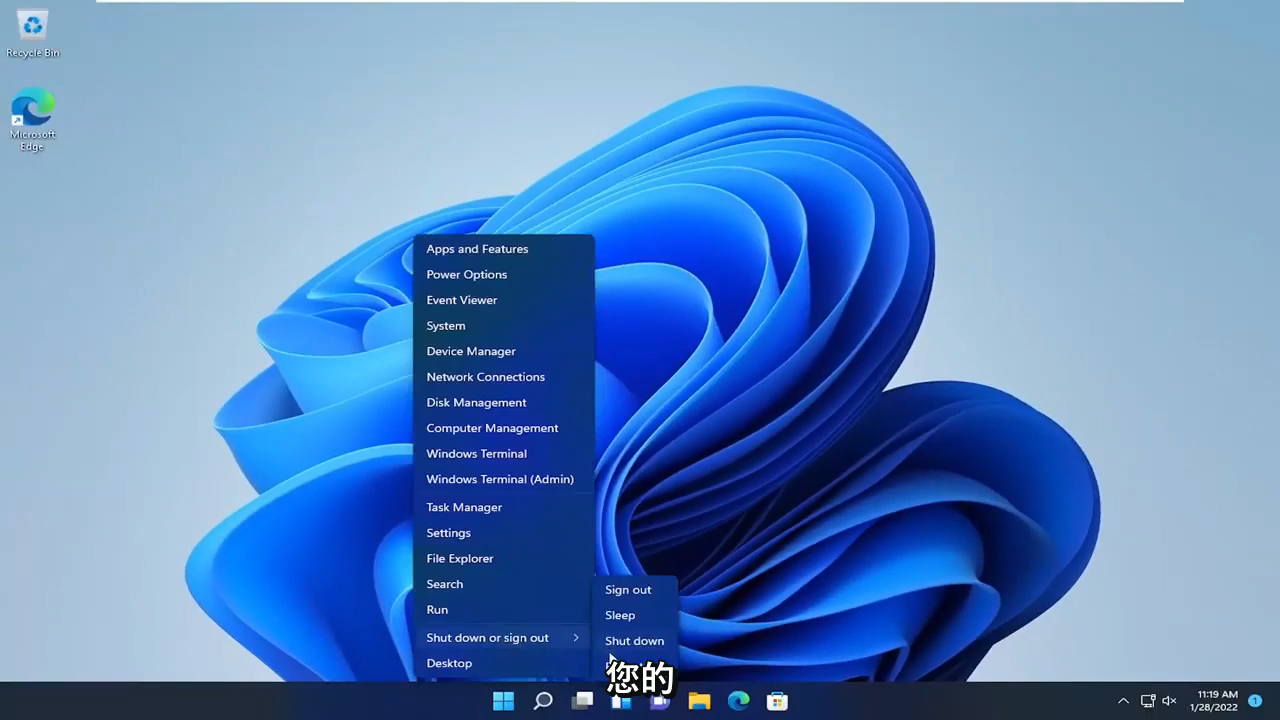 Recycle Bin
Microsoft
Edge
Apps and Features
Power Options
Event Viewer
System
Device Manager
Network Connections
Disk Management
Computer Management
Windows Terminal
Windows Terminal (Admin)
Task Manager
Settings
File Explorer
Search
Run
Shut down or sign out
Desktop
Sign out
Sleep
Shut down
您的
11:19 AM
1/28/2022
1